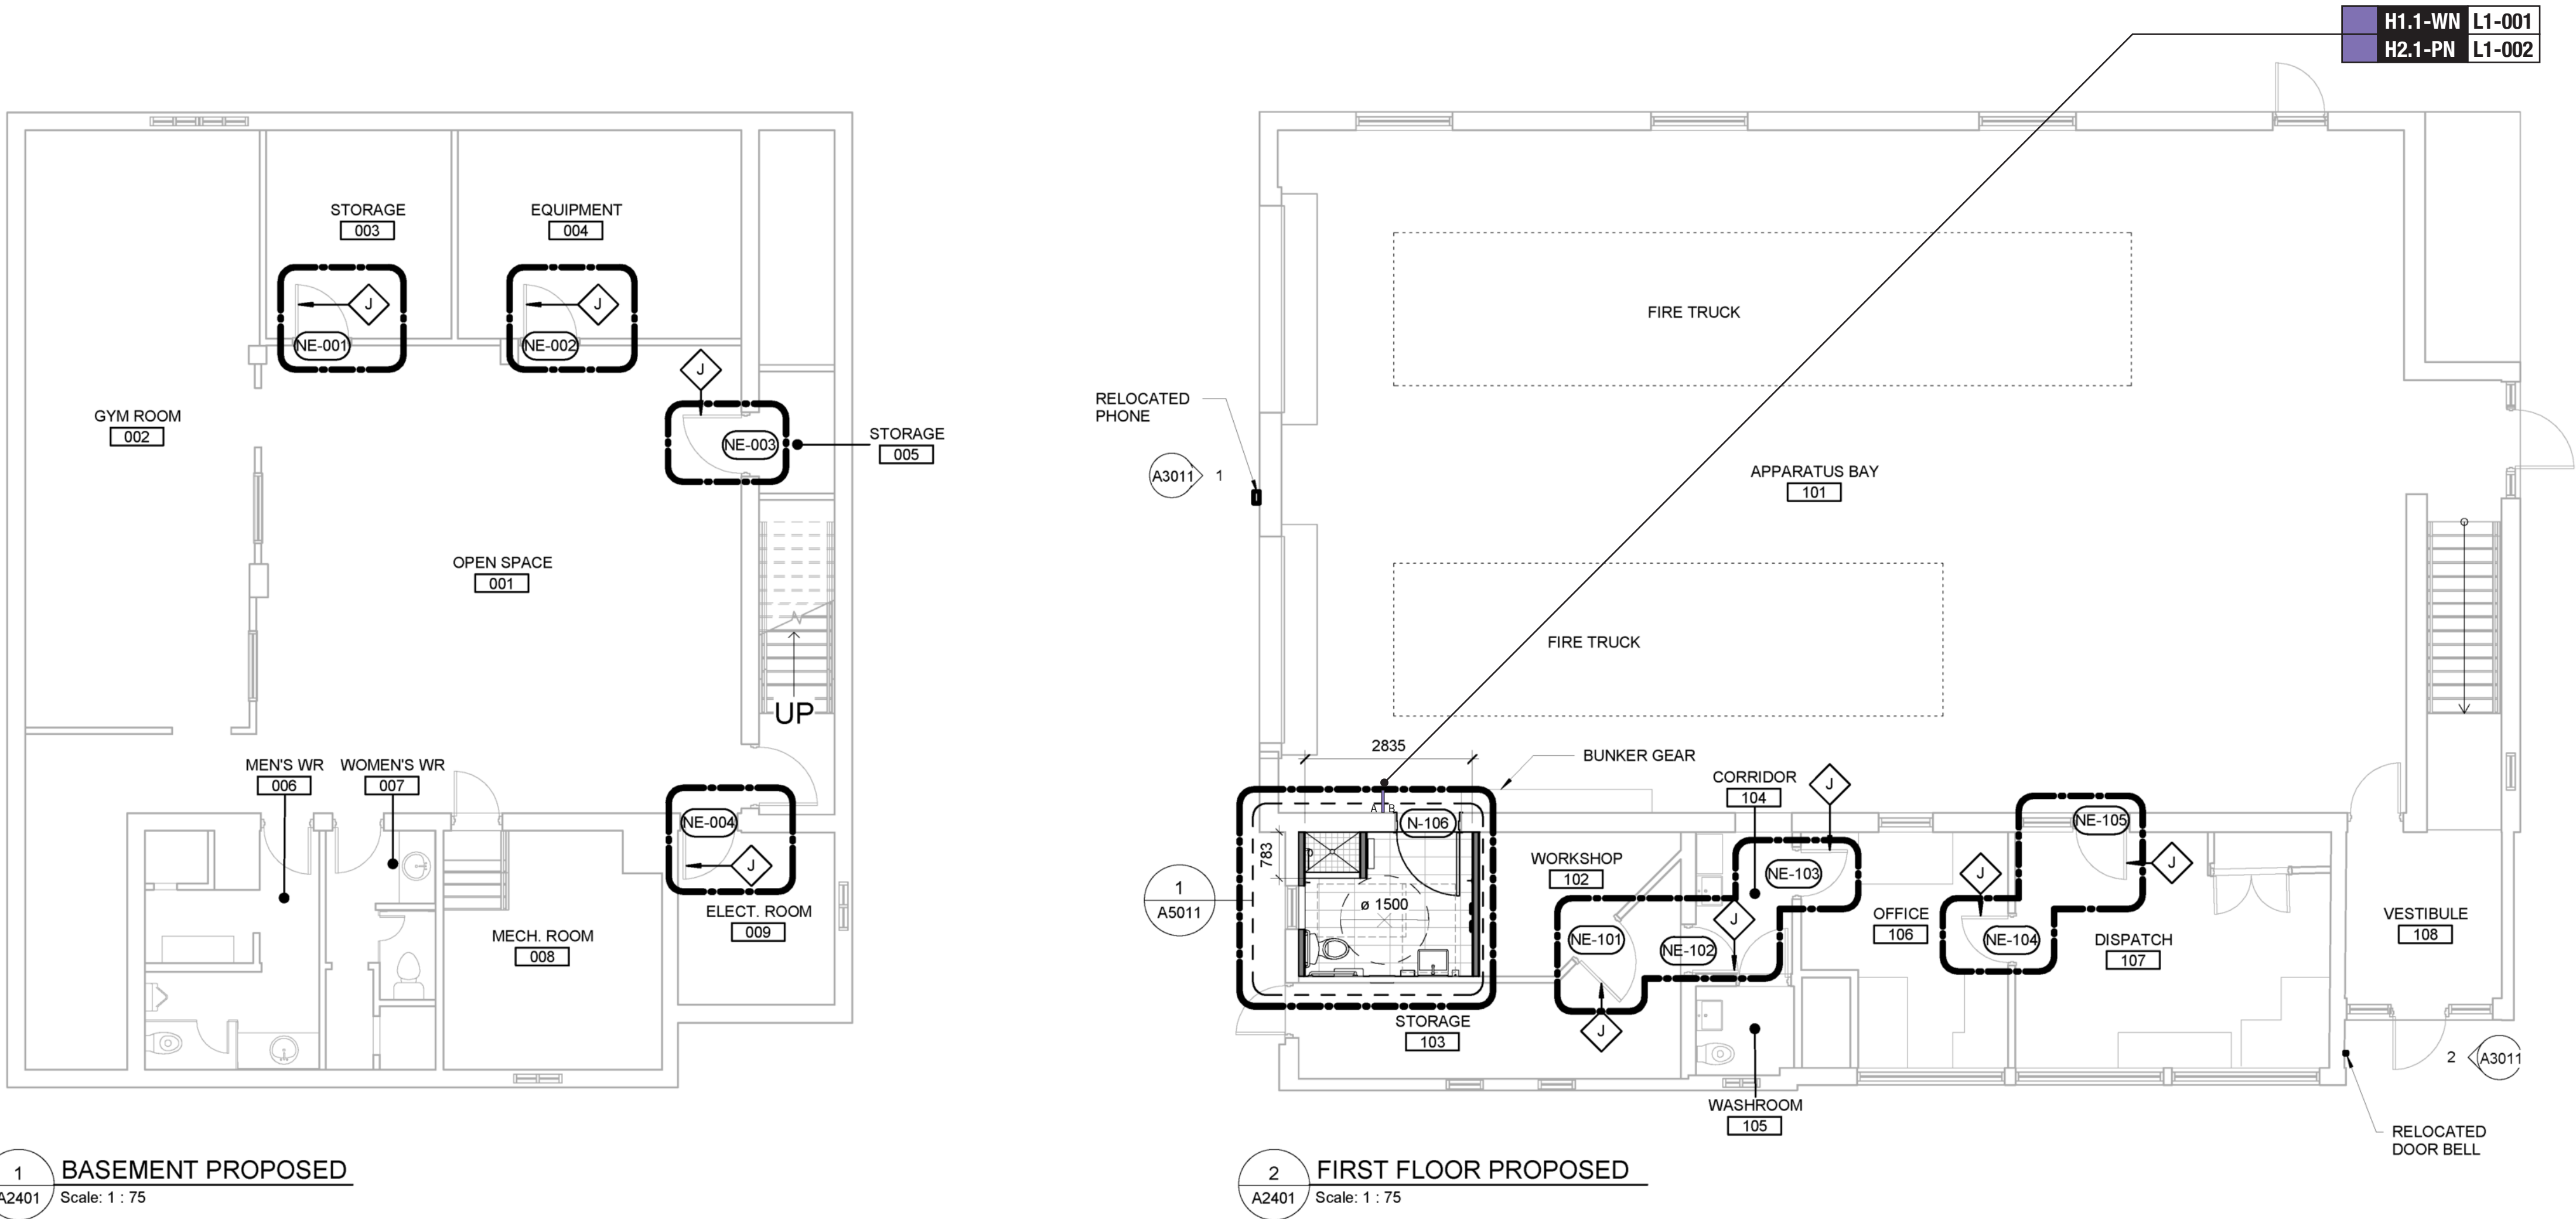 H1.1-WN L1-001
H2.1-PN L1-002
STORAGE
003
EQUIPMENT
004
J
J
NE-001
NE-002
J
GYM ROOM
002
NE-003
STORAGE
005
OPEN SPACE
001
UP
MEN'S WR
006
WOMEN'S WR
007
NE-004
J
ELECT. ROOM
009
MECH. ROOM
008
1
A2401
BASEMENT PROPOSED
Scale: 1 : 75
FIRE TRUCK
RELOCATED
PHONE
A3011 1
APPARATUS BAY
101
FIRE TRUCK
2835
BUNKER GEAR
CORRIDOR
104
J
A B
N-106
NE-105
783
WORKSHOP
102
NE-103
J
J
1
A5011
ø 1500
J
OFFICE
106
VESTIBULE
108
NE-101
NE-102
NE-104
DISPATCH
107
STORAGE
103
J
2 A3011
WASHROOM
105
RELOCATED
DOOR BELL
2
A2401
FIRST FLOOR PROPOSED
Scale: 1 : 75